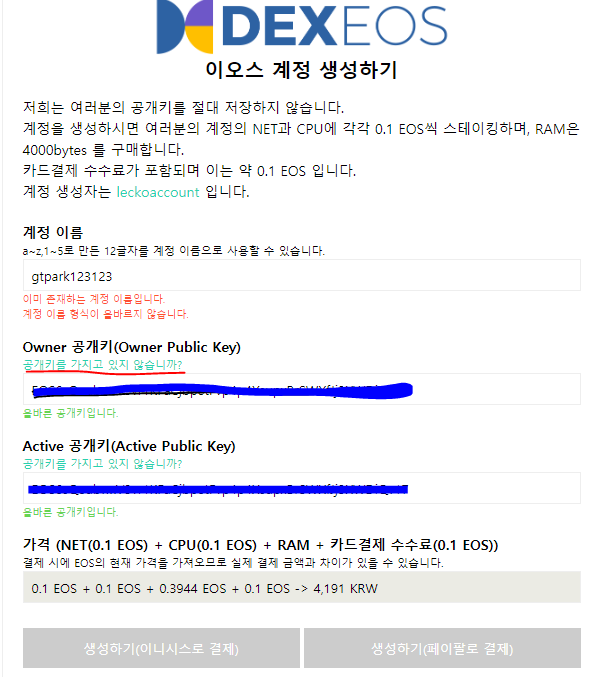 DEXEOS
이오스 계정 생성하기
저희는 여러분의 공개키를 절대 저장하지 않습니다.
계정을 생성하시면 여러분의 계정의 NET과 CPU에 각각 0.1 EOS씩 스테이킹하며, RAM은
4000bytes 를 구매합니다.
카드결제 수수료가 포함되며 이는 약 0.1 EOS 입니다.
계정 생성자는 leckoaccount 입니다.
계정 이름
a~z,1~5로 만든 12글자를 계정 이름으로 사용할 수 있습니다.
gtpark123123
이미 존재하는 계정 이름입니다.
계정 이름 형식이 올바르지 않습니다.
Owner 공개키(Owner Public Key)
공개키를 가지고 있지 않습니까?
올바른 공개키입니다.
Active 공개키(Active Public Key)
공개키를 가지고 있지 않습니까?
올바른 공개키입니다.
가격 (NET(0.1 EOS) + CPU(0.1 EOS) + RAM + 카드결제 수수료(0.1 EOS))
결제 시에 EOS의 현재 가격을 가져오므로 실제 결제 금액과 차이가 있을 수 있습니다.
0.1 EOS + 0.1 EOS + 0.3944 EOS + 0.1 EOS -> 4,191 KRW
생성하기(이니시스로 결제)
생성하기(페이팔로 결제)